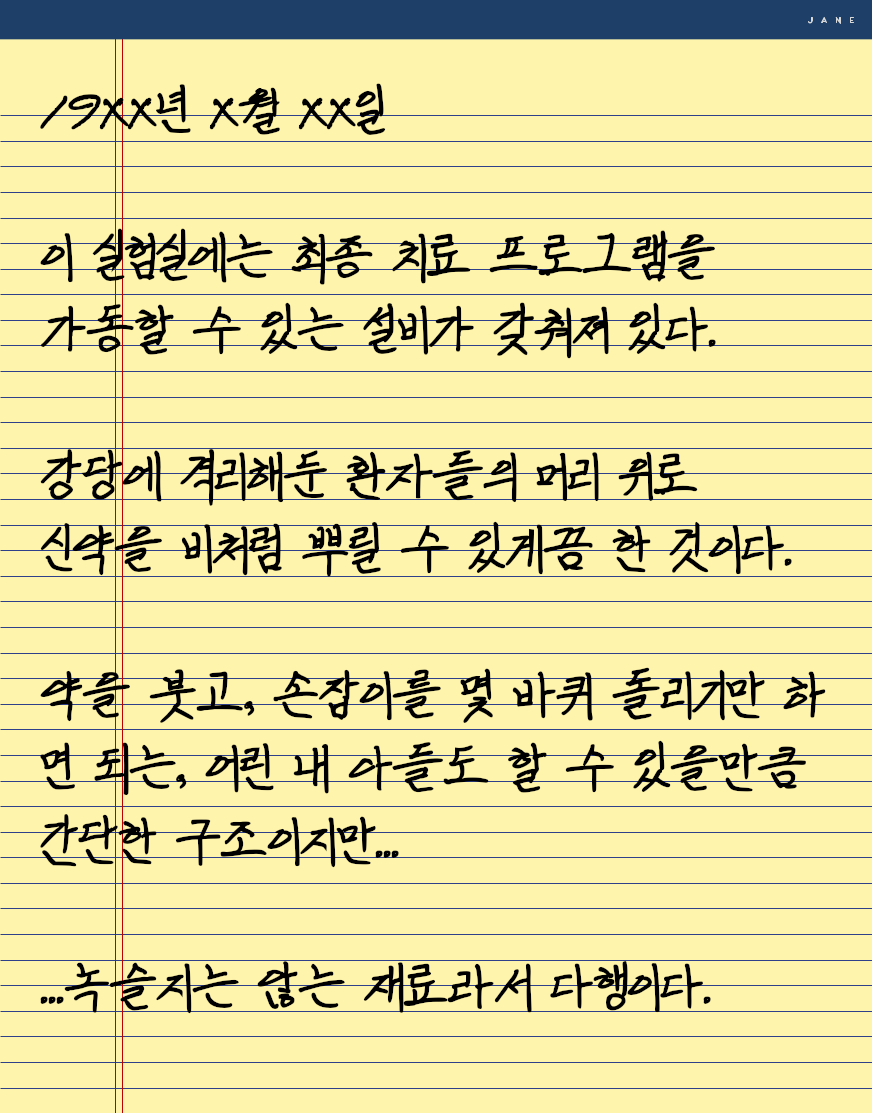 JANE
19XX년 X월 XX일
이 실험실에는 최종 치료 프로그램을
가동할 수 있는 설비가 갖춰져 있다.
강당에 격리해둔 환자들의 머리 위로
신약을 비처럼 뿌릴 수 있게끔 한 것이다.
약을 붓고, 손잡이를 몇 바퀴 돌리기만 하
면 되는, 어린 내 아들도 할 수 있을만큼
간단한 구조이지만...
...녹슬지는 않는 재료라서 다행이다.